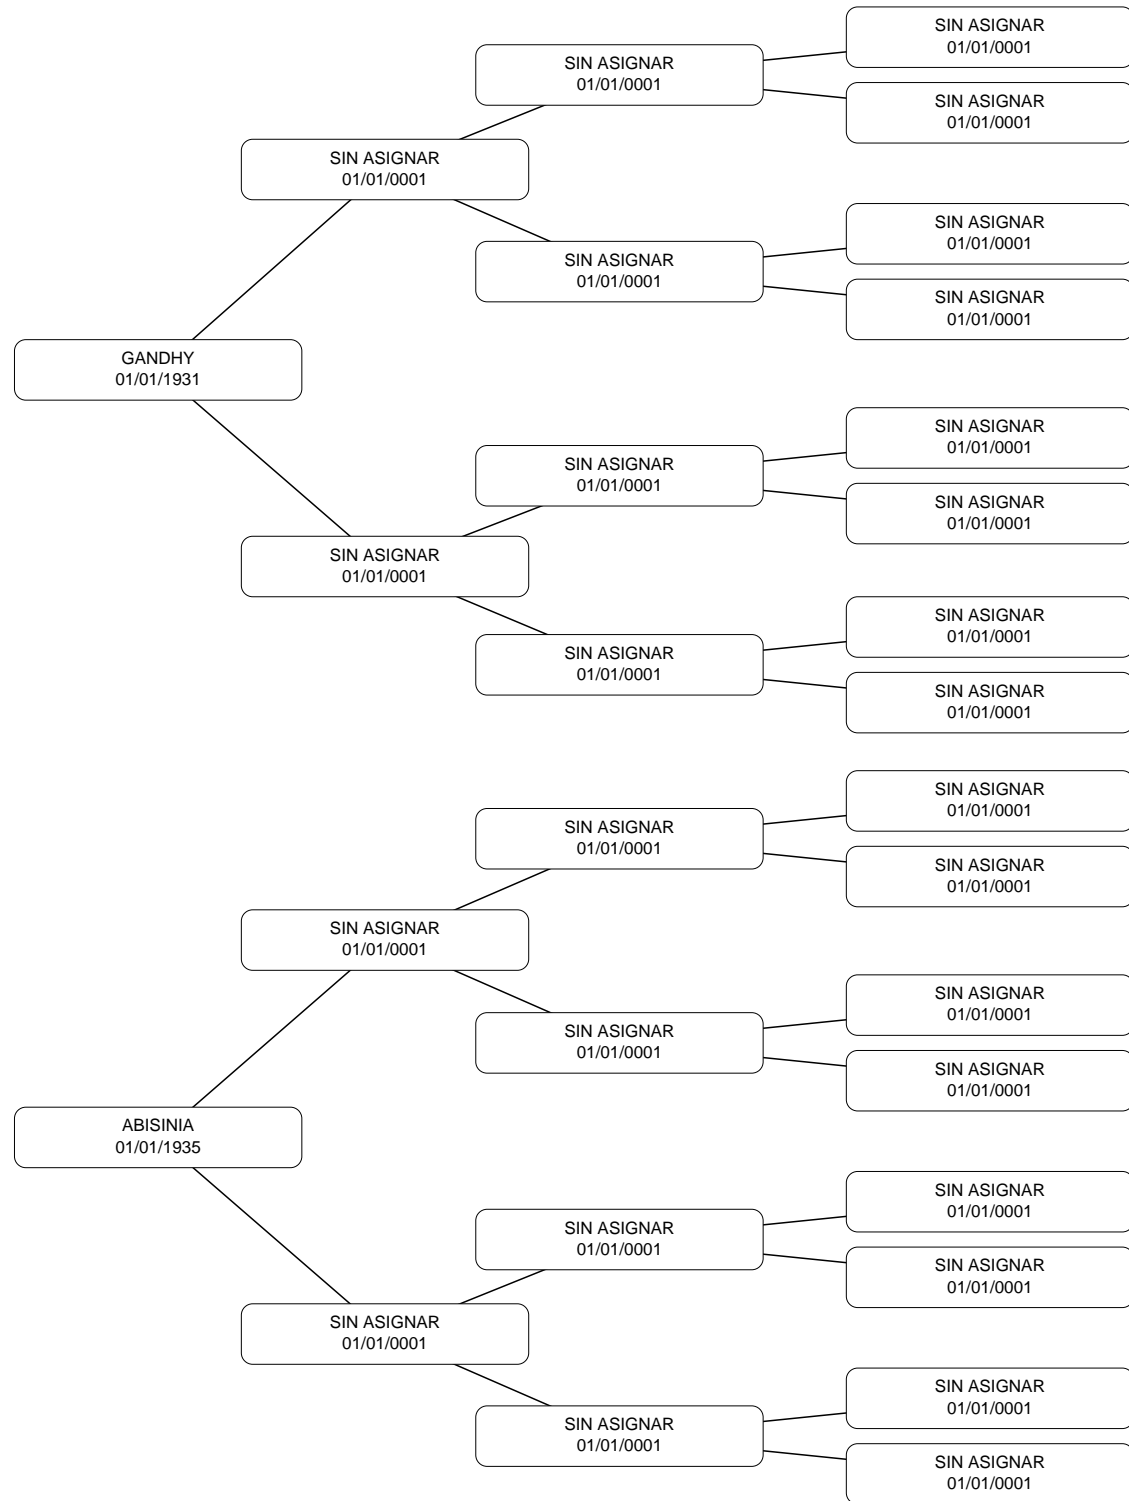 SIN ASIGNAR
01/01/0001
SIN ASIGNAR
01/01/0001
SIN ASIGNAR
01/01/0001
SIN ASIGNAR
01/01/0001
SIN ASIGNAR
01/01/0001
SIN ASIGNAR
01/01/0001
SIN ASIGNAR
01/01/0001
GANDHY
01/01/1931
SIN ASIGNAR
01/01/0001
SIN ASIGNAR
01/01/0001
SIN ASIGNAR
01/01/0001
SIN ASIGNAR
01/01/0001
SIN ASIGNAR
01/01/0001
SIN ASIGNAR
01/01/0001
SIN ASIGNAR
01/01/0001
SIN ASIGNAR
01/01/0001
SIN ASIGNAR
01/01/0001
SIN ASIGNAR
01/01/0001
SIN ASIGNAR
01/01/0001
SIN ASIGNAR
01/01/0001
SIN ASIGNAR
01/01/0001
SIN ASIGNAR
01/01/0001
ABISINIA
01/01/1935
SIN ASIGNAR
01/01/0001
SIN ASIGNAR
01/01/0001
SIN ASIGNAR
01/01/0001
SIN ASIGNAR
01/01/0001
SIN ASIGNAR
01/01/0001
SIN ASIGNAR
01/01/0001
SIN ASIGNAR
01/01/0001